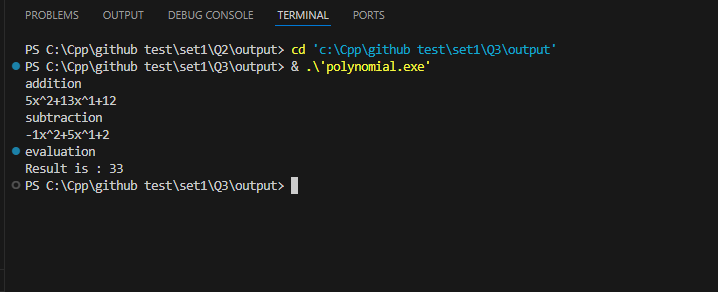 PROBLEMS OUTPUT DEBUG CONSOLE TERMINAL PORTS
PS C:\Cpp\github test\set1\Q2\output> cd 'c:\Cpp\github test\set1\Q3\output'
PS C:\Cpp\github test\set1\Q3\output> & .\'polynomial.exe'
addition
5x^2+13x^1+12
subtraction
-1x^2+5x^1+2
evaluation
Result is : 33
PS C:\Cpp\github test\set1\Q3\output>